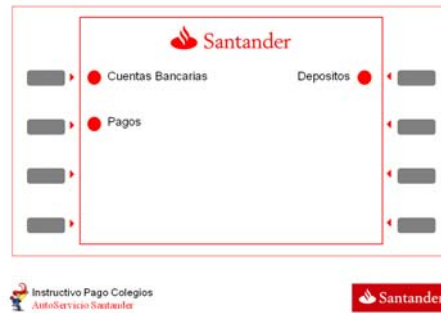 Santander
Cuentas Bancarias
Depositos
Pagos
Instructivo Pago Colegios
AutoServicio Santander
Santander